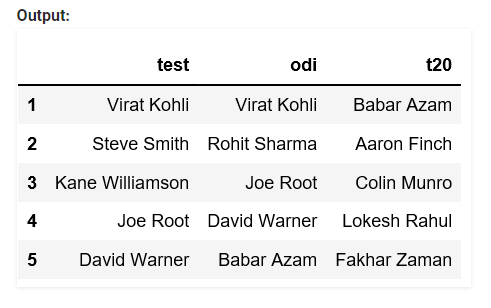 Output:
test odi t20
1 Virat Kohli Virat Kohli Babar Azam
2 Steve Smith Rohit Sharma Aaron Finch
3 Kane Williamson Joe Root Colin Munro
4 Joe Root David Warner Lokesh Rahul
5 David Warner Babar Azam Fakhar Zaman